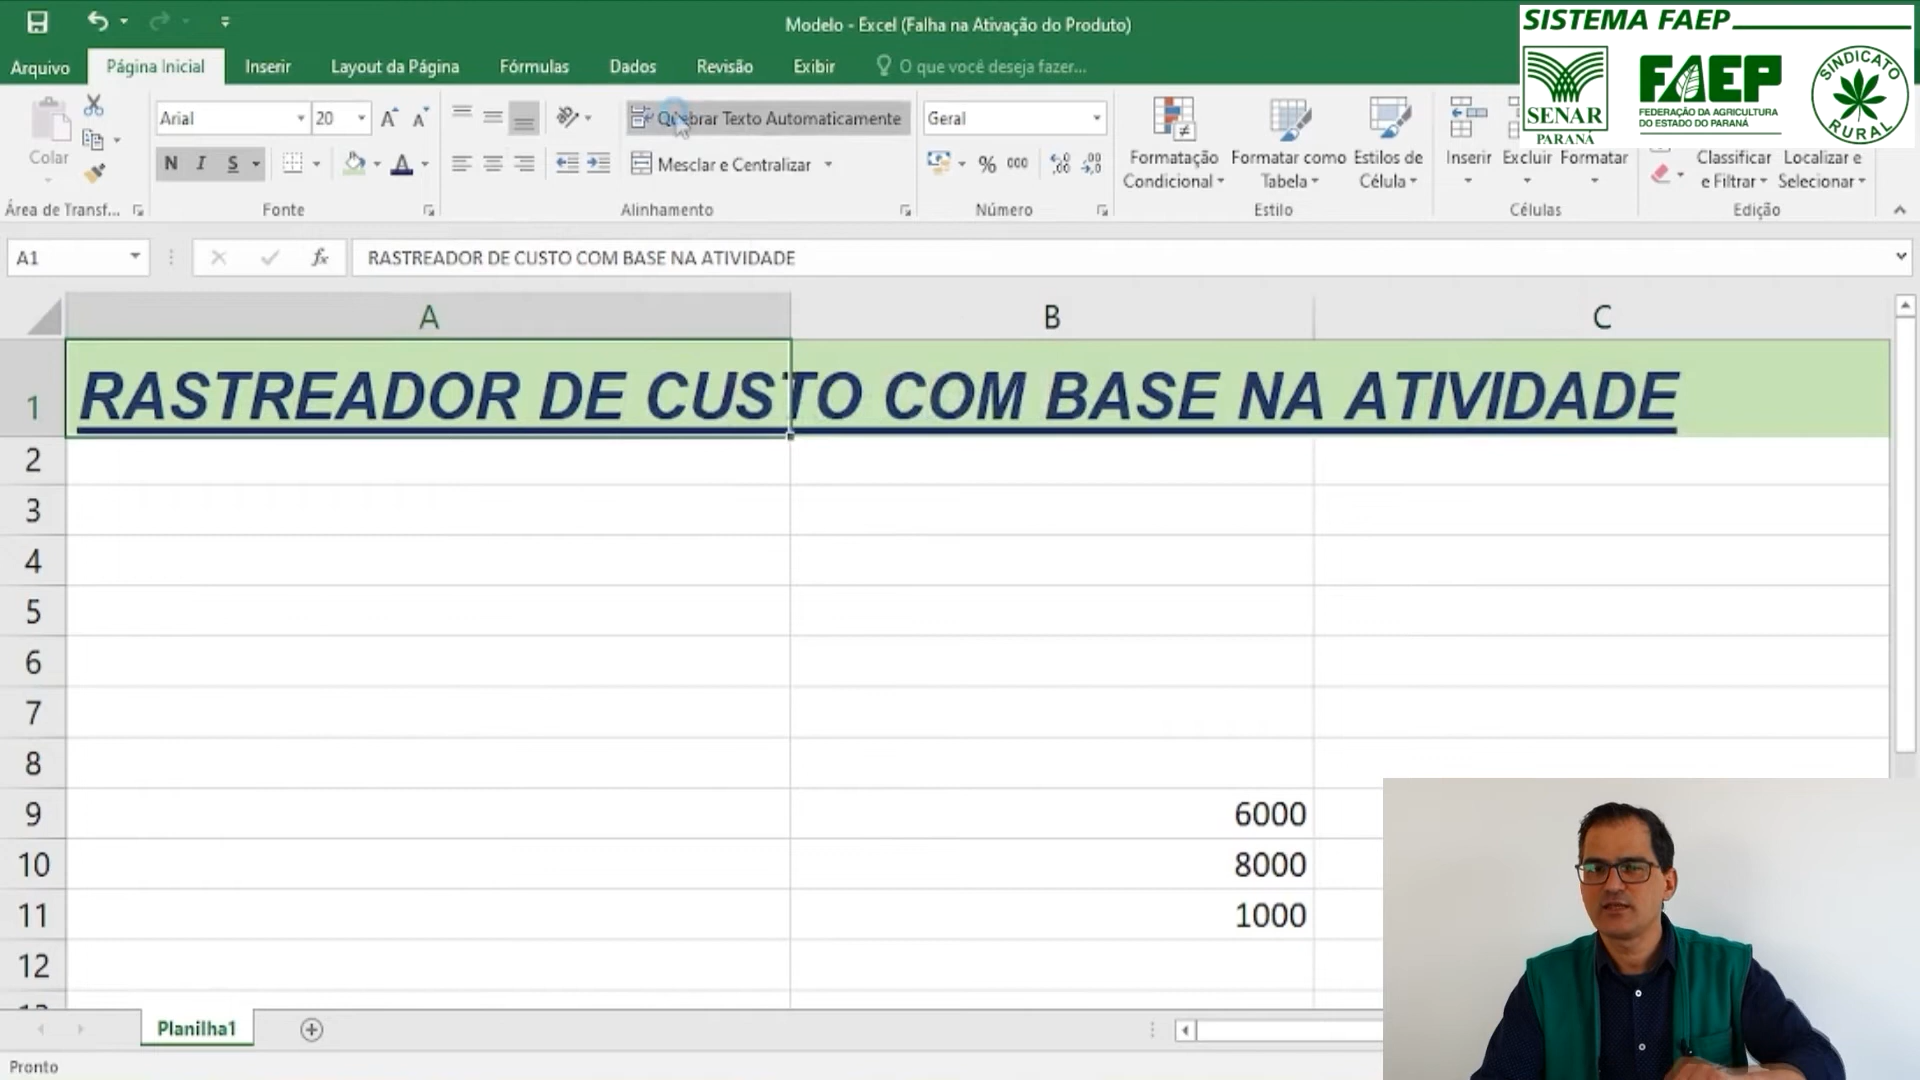 Modelo - Excel (Falha na Ativação do Produto)
SISTEMA FAEP
SENAR
PARANÁ
FAEP
FEDERAÇÃO DA AGRICULTURA
DO ESTADO DO PARANÁ
SINDICATO
RURAL
Arquivo
Página Inicial
Inserir
Layout da Página
Fórmulas
Dados
Revisão
Exibir
O que você deseja fazer...
Colar
Área de Transf...
Arial
20
N I S
Fonte
Quebrar Texto Automaticamente
Mesclar e Centralizar
Alinhamento
Geral
% 000
Número
Formatação
Condicional
Formatar como
Tabela
Estilos de
Célula
Estilo
Inserir
Excluir
Formatar
Células
Classificar
e Filtrar
Localizar e
Selecionar
Edição
A1
fx
RASTREADOR DE CUSTO COM BASE NA ATIVIDADE
A B C
1 RASTREADOR DE CUSTO COM BASE NA ATIVIDADE
2
3
4
5
6
7
8
9 6000
10 8000
11 1000
12
Planilha1
Pronto